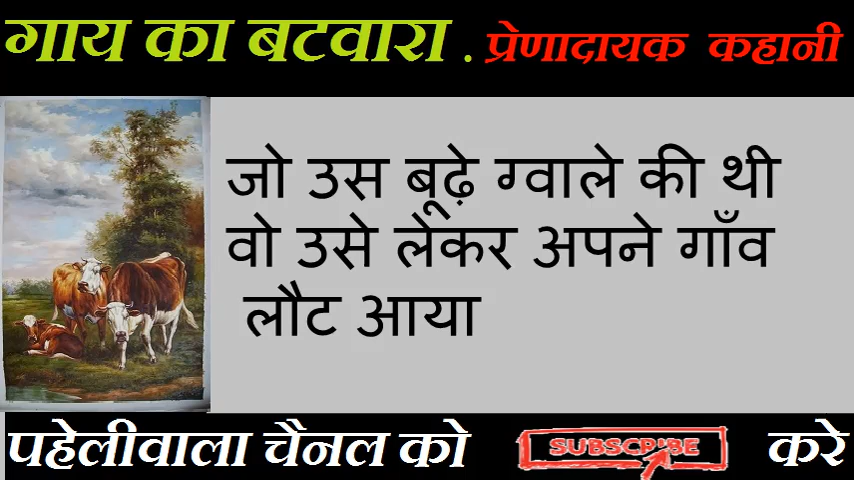 गाय का बटवारा . प्रेणादायक कहानी
जो उस बूढ़े ग्वाले की थी
वो उसे लेकर अपने गाँव
लौट आया
पहेलीवाला चैनल को SUBSCRIBE करे